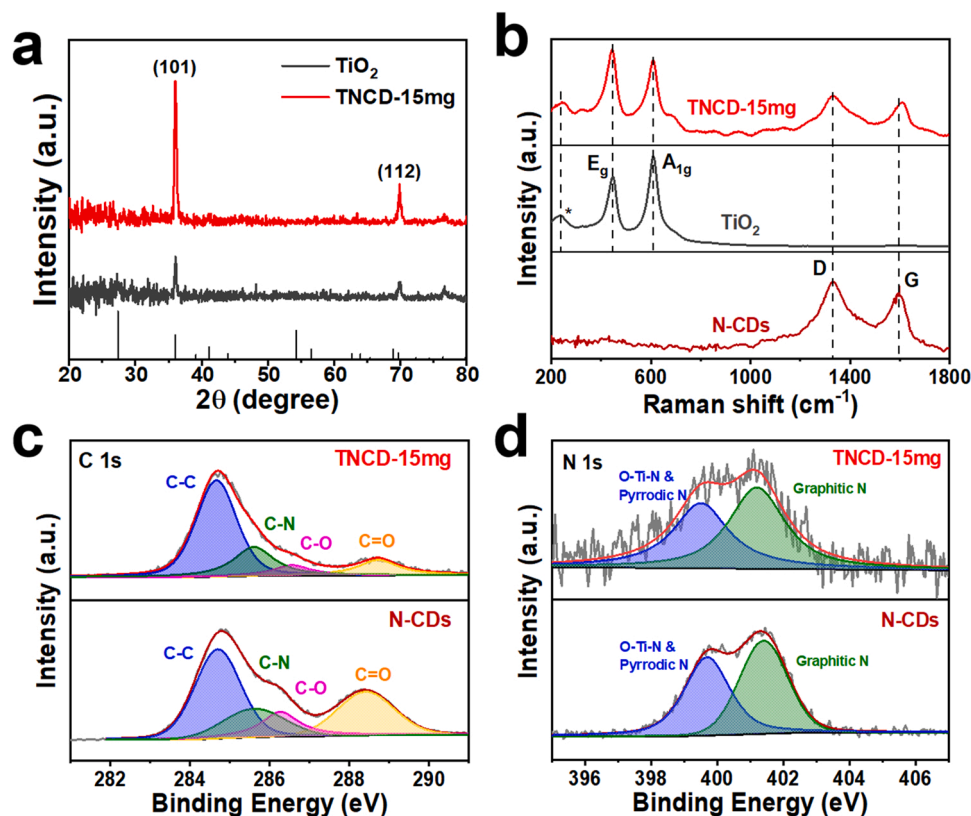 a
Intensity (a.u.)
(101)
(112)
TiO2
TNCD-15mg
20 30 40 50 60 70 80
2θ (degree)
b
Intensity (a.u.)
TNCD-15mg
Eg
A1g
*
TiO2
D
G
N-CDs
200 600 1000 1400 1800
Raman shift (cm-1)
c
Intensity (a.u.)
C 1s
TNCD-15mg
C-C
C-N
C-O
C=O
N-CDs
C-C
C-N
C-O
C=O
282 284 286 288 290
Binding Energy (eV)
d
Intensity (a.u.)
N 1s
TNCD-15mg
O-Ti-N &
Pyrrodic N
Graphitic N
N-CDs
O-Ti-N &
Pyrrodic N
Graphitic N
396 398 400 402 404 406
Binding Energy (eV)